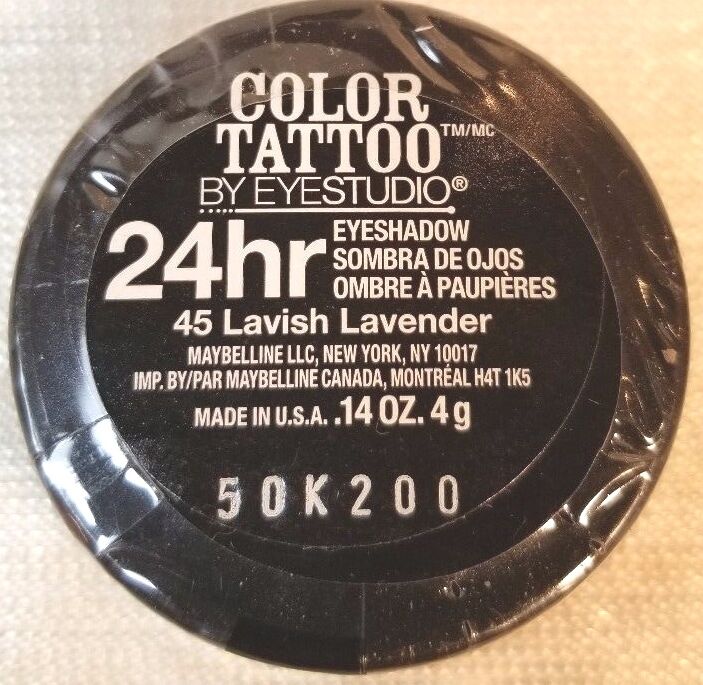 COLOR
TATTOO™/MC
BY EYESTUDIO®
24hr EYESHADOW
SOMBRA DE OJOS
OMBRE À PAUPIÈRES
45 Lavish Lavender
MAYBELLINE LLC, NEW YORK, NY 10017
IMP. BY/PAR MAYBELLINE CANADA, MONTRÉAL H4T 1K5
MADE IN U.S.A. .14 OZ. 4 g
50K200